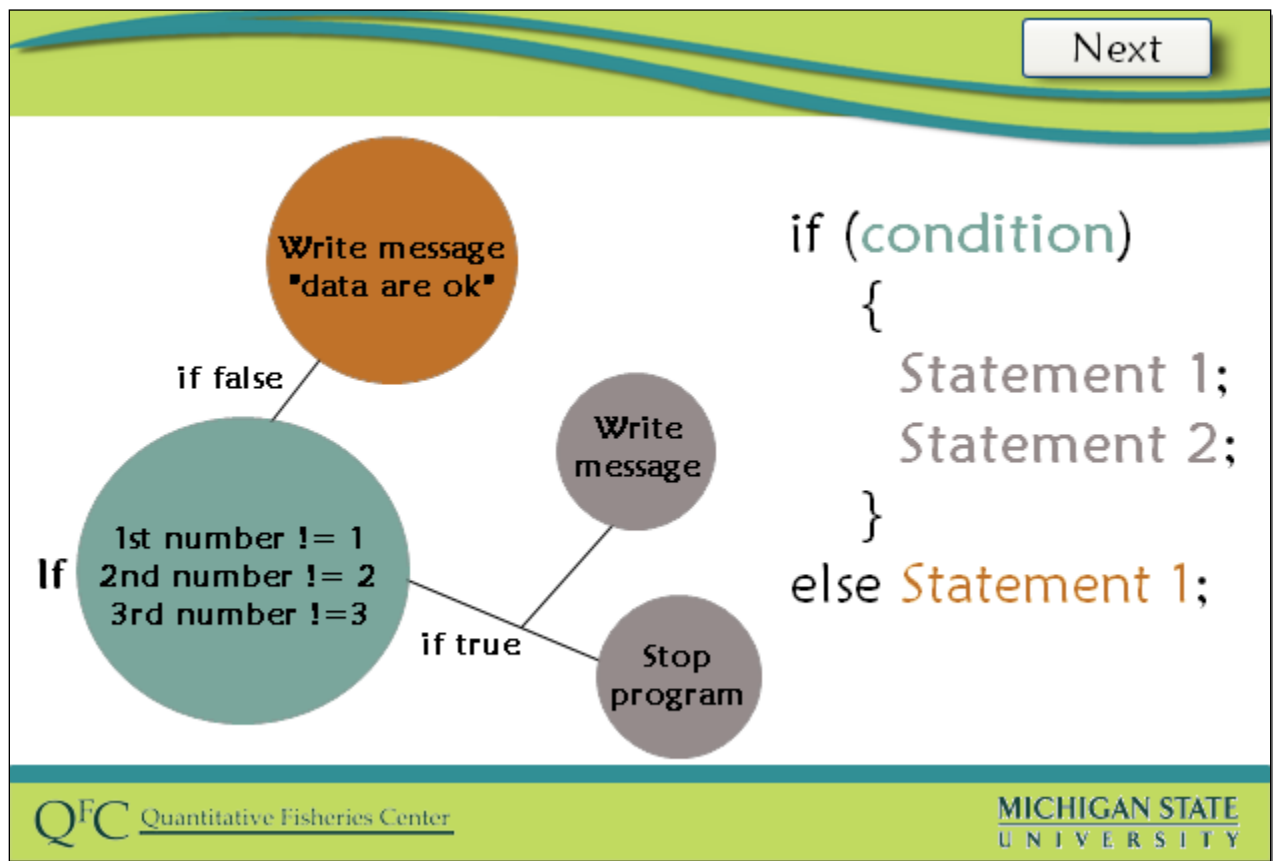 Next
Write message
"data are ok"
if false
Write
message
If
1st number != 1
2nd number != 2
3rd number !=3
if true
Stop
program
if (condition)
{
Statement 1;
Statement 2;
}
else Statement 1;
QFC Quantitative Fisheries Center
MICHIGAN STATE
UNIVERSITY